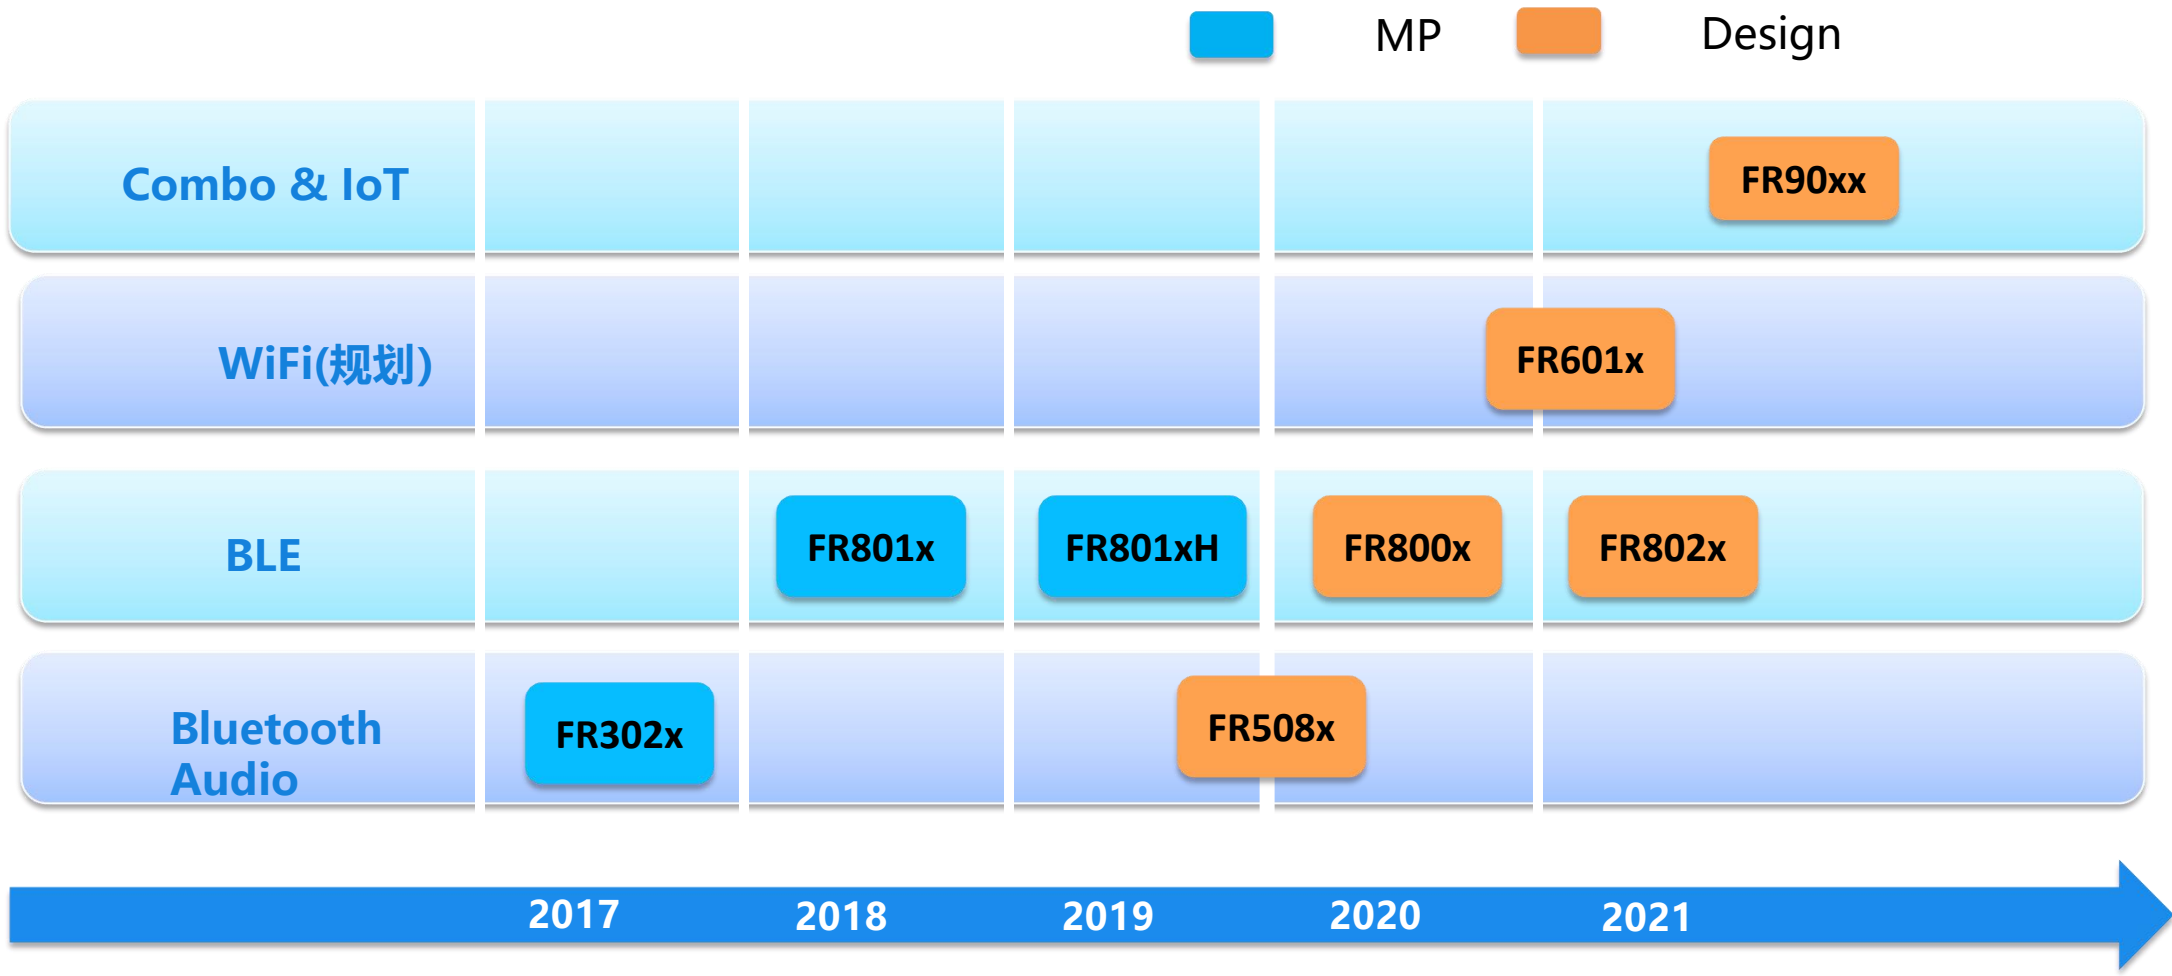 MP
Design
Combo & IoT
FR90xx
WiFi(规划)
FR601x
BLE
FR801x
FR801xH
FR800x
FR802x
Bluetooth
Audio
FR302x
FR508x
2017
2018
2019
2020
2021